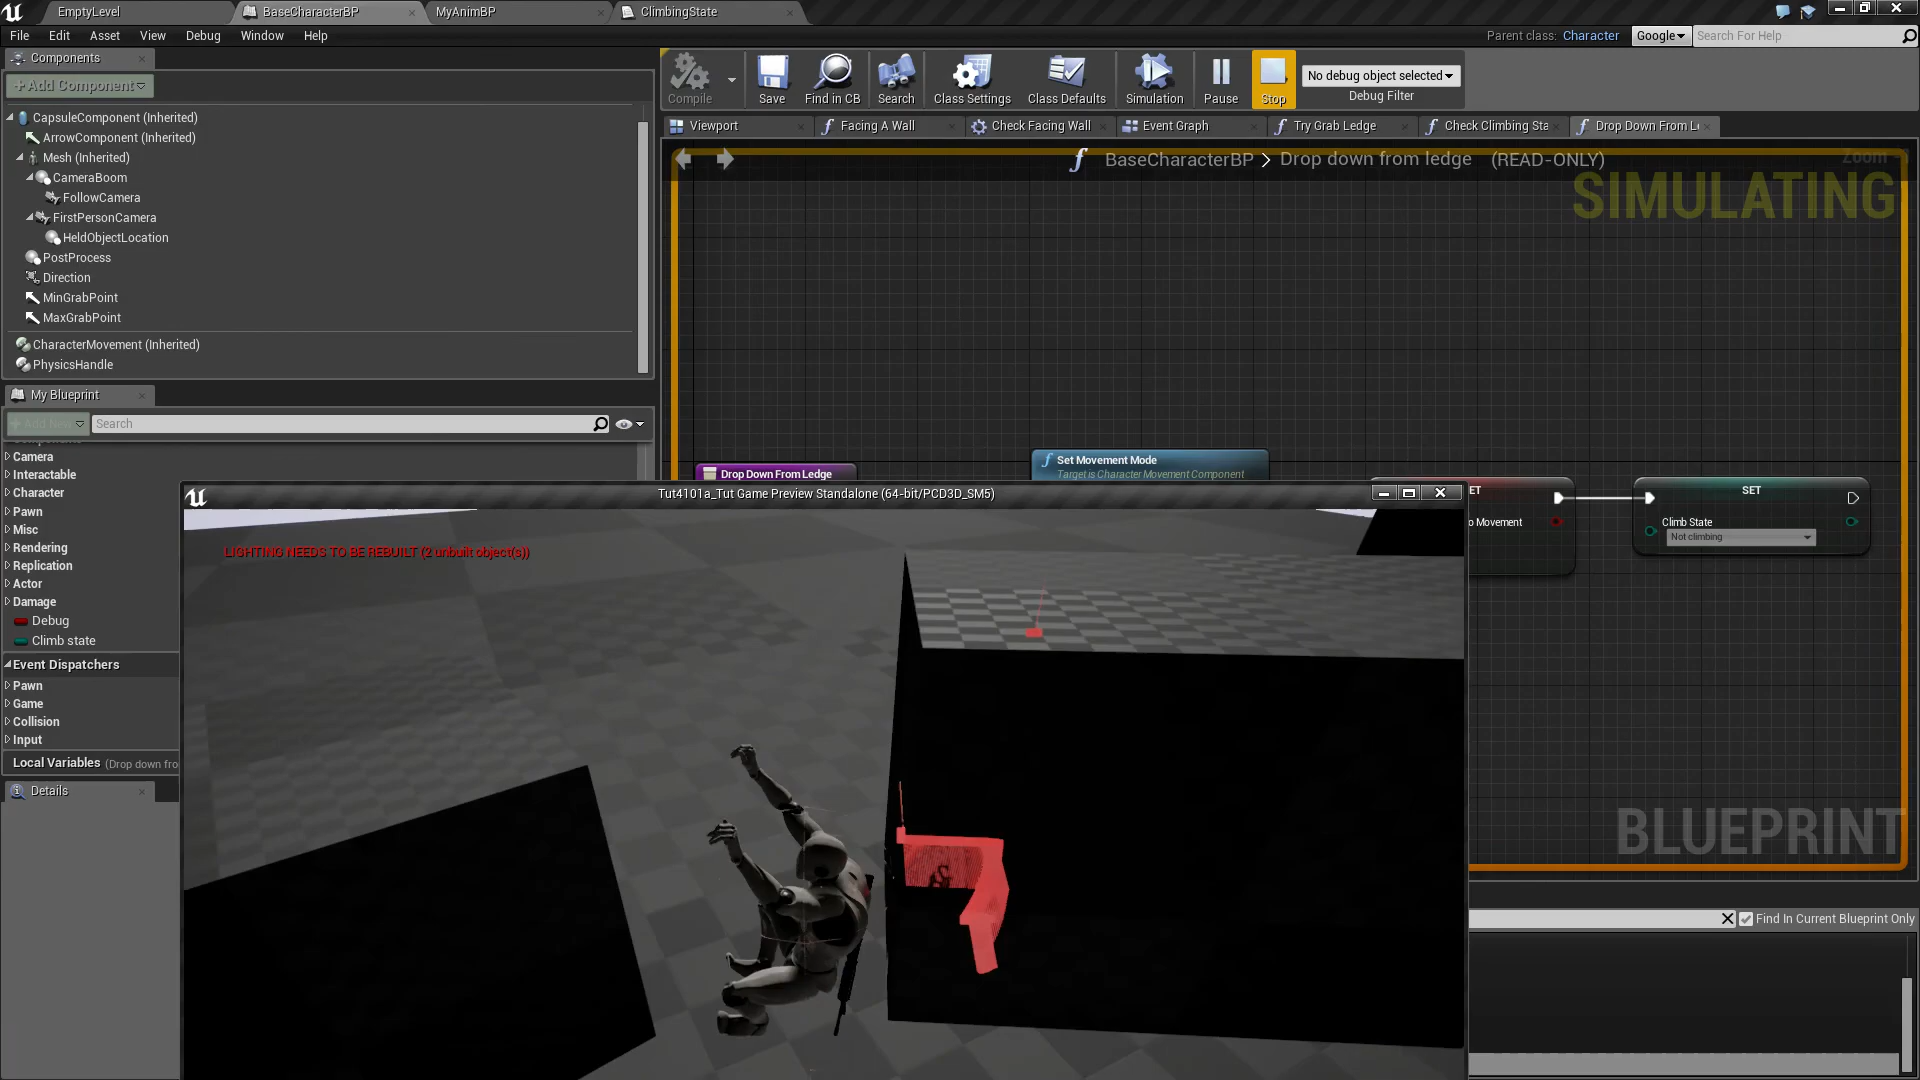 EmptyLevel
BaseCharacterBP
MyAnimBP
ClimbingState
File
Edit
Asset
View
Debug
Window
Help
Parent class: Character
Google
Search For Help
Components
+Add Component
CapsuleComponent (Inherited)
ArrowComponent (Inherited)
Mesh (Inherited)
CameraBoom
FollowCamera
FirstPersonCamera
HeldObjectLocation
PostProcess
Direction
MinGrabPoint
MaxGrabPoint
CharacterMovement (Inherited)
PhysicsHandle
Compile
Save
Find in CB
Search
Class Settings
Class Defaults
Simulation
Pause
Stop
No debug object selected
Debug Filter
Viewport
Facing A Wall
Check Facing Wall
Event Graph
Try Grab Ledge
Check Climbing Sta
Drop Down From L
BaseCharacterBP > Drop down from ledge (READ-ONLY)
Zoom
SIMULATING
My Blueprint
+Add New
Search
Camera
Interactable
Character
Pawn
Misc
Rendering
Replication
Actor
Damage
Debug
Climb state
Event Dispatchers
Pawn
Game
Collision
Input
Local Variables (Drop down fro
Details
Drop Down From Ledge
Set Movement Mode
Target is Character Movement Component
ET
o Movement
SET
Climb State
Not climbing
Tut4101a_Tut Game Preview Standalone (64-bit/PCD3D_SM5)
LIGHTING NEEDS TO BE REBUILT (2 unbuilt object(s))
BLUEPRINT
Find In Current Blueprint Only